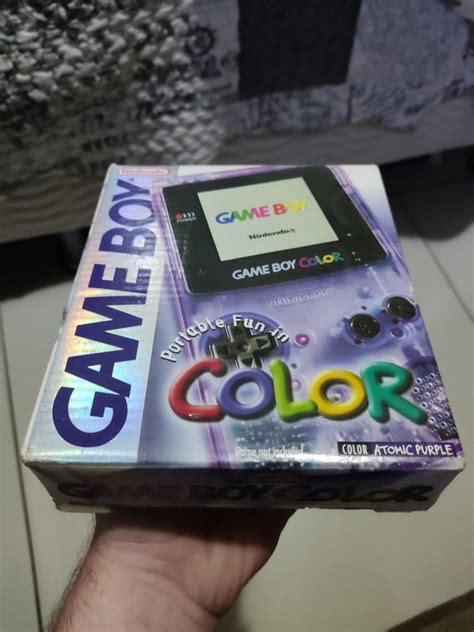 Nintendo
GAME BOY
POWER
GAME BOY
Nintendo
GAME BOY COLOR
Nintendo
Portable Fun in
COLOR
Game not included
COLOR ATOMIC PURPLE
GAME BOY COLOR